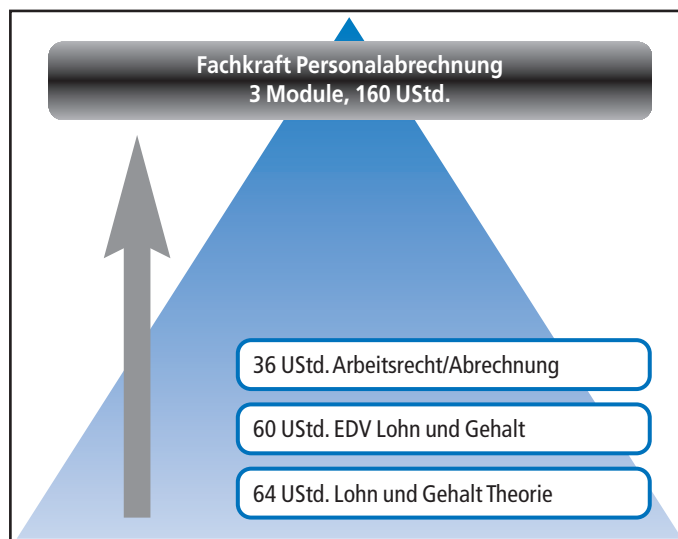 Fachkraft Personalabrechnung
3 Module, 160 UStd.
36 UStd. Arbeitsrecht/Abrechnung
60 UStd. EDV Lohn und Gehalt
64 UStd. Lohn und Gehalt Theorie